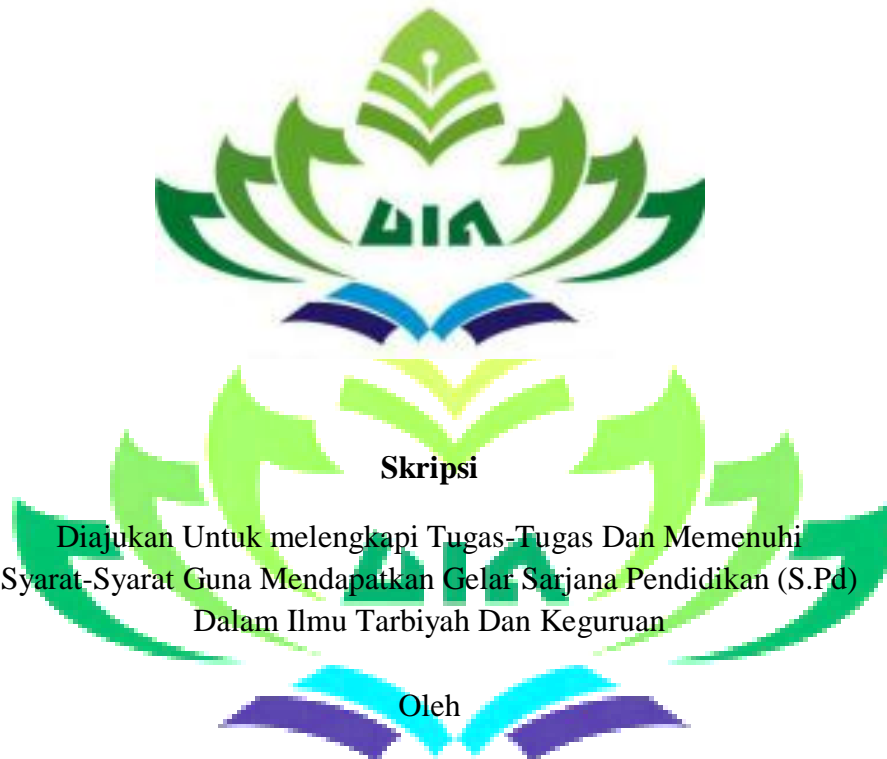 UIN
Skripsi
Diajukan Untuk melengkapi Tugas-Tugas Dan Memenuhi
Syarat-Syarat Guna Mendapatkan Gelar Sarjana Pendidikan (S.Pd)
Dalam Ilmu Tarbiyah Dan Keguruan
Oleh